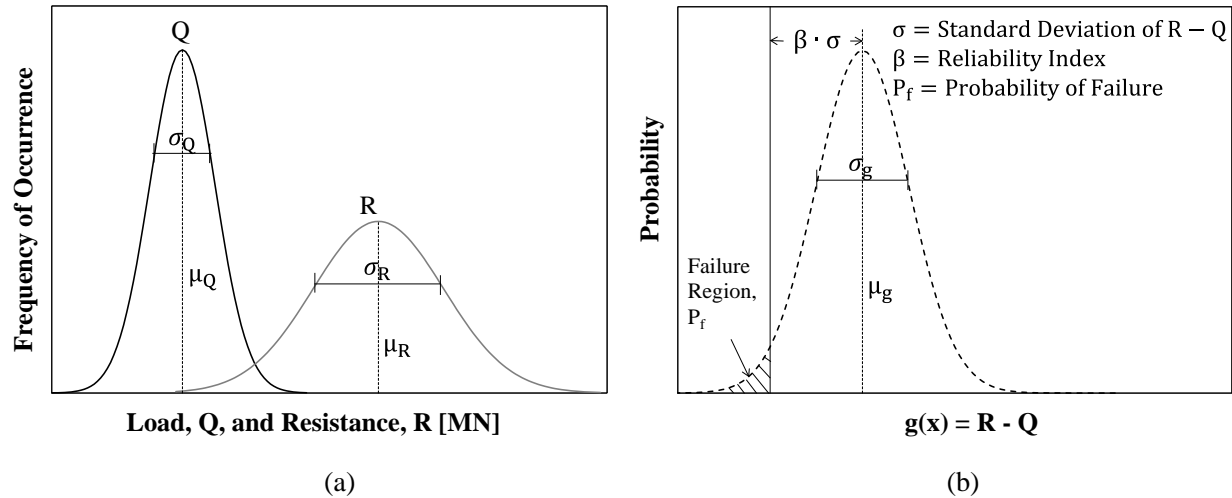 Q
σQ
R
μQ
σR
μR
Frequency of Occurrence
Load, Q, and Resistance, R [MN]
(a)
β · σ
σ = Standard Deviation of R − Q
β = Reliability Index
Pf = Probability of Failure
σg
Probability
Failure
Region,
Pf
μg
g(x) = R - Q
(b)